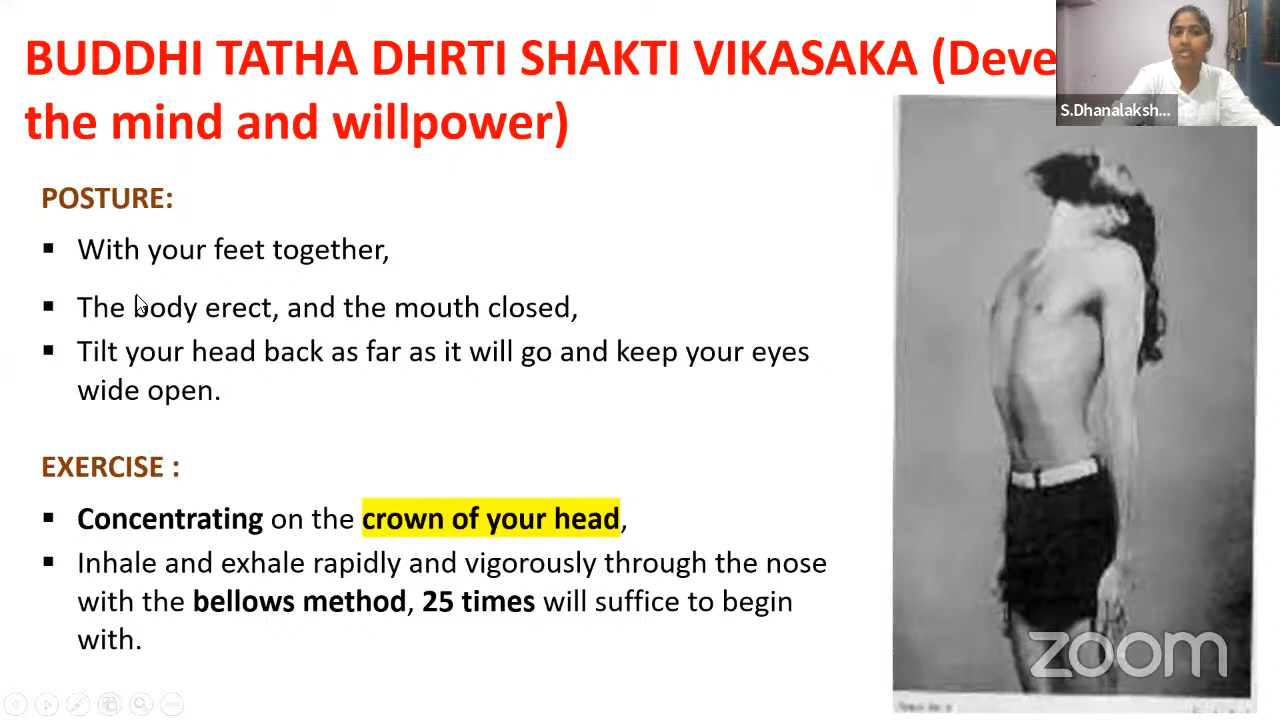 BUDDHI TATHA DHRTI SHAKTI VIKASAKA (Deve
the mind and willpower)
S.Dhanalaksh...
POSTURE:
▪ With your feet together,
▪ The body erect, and the mouth closed,
▪ Tilt your head back as far as it will go and keep your eyes
wide open.
EXERCISE :
▪ Concentrating on the crown of your head,
▪ Inhale and exhale rapidly and vigorously through the nose
with the bellows method, 25 times will suffice to begin
with.
zoom